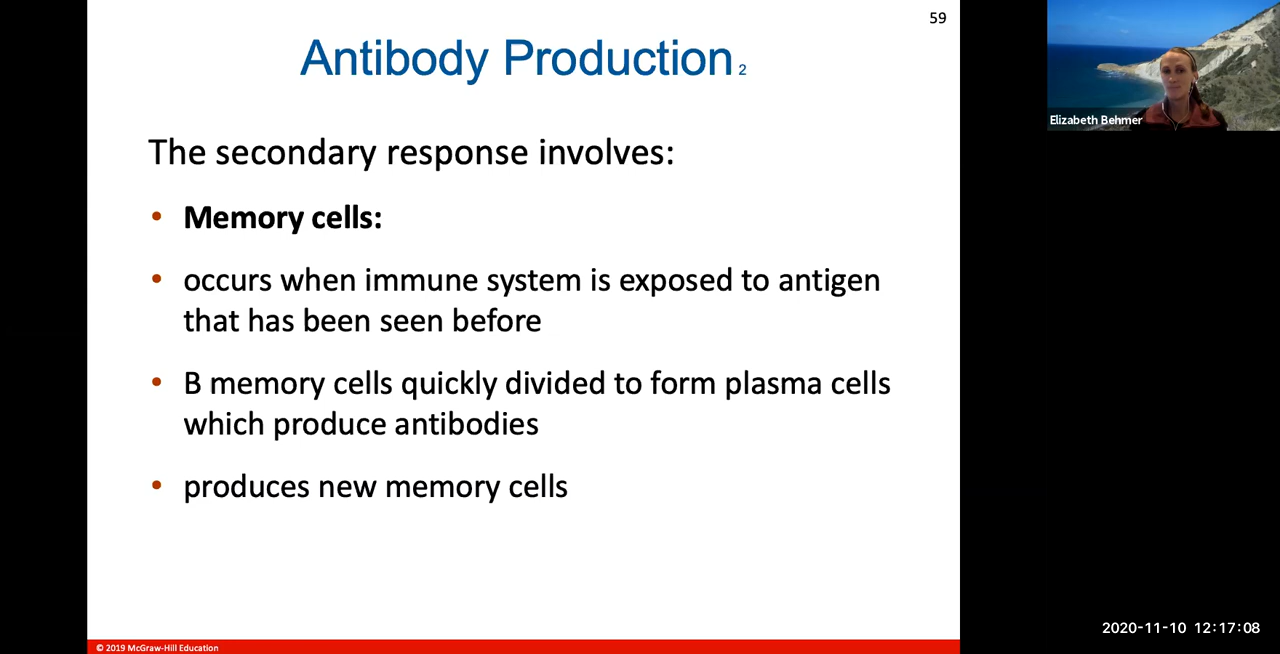 59
Antibody Production 2
Elizabeth Behmer
The secondary response involves:
• Memory cells:
• occurs when immune system is exposed to antigen
that has been seen before
• B memory cells quickly divided to form plasma cells
which produce antibodies
• produces new memory cells
2020-11-10 12:17:08
© 2019 McGraw-Hill Education